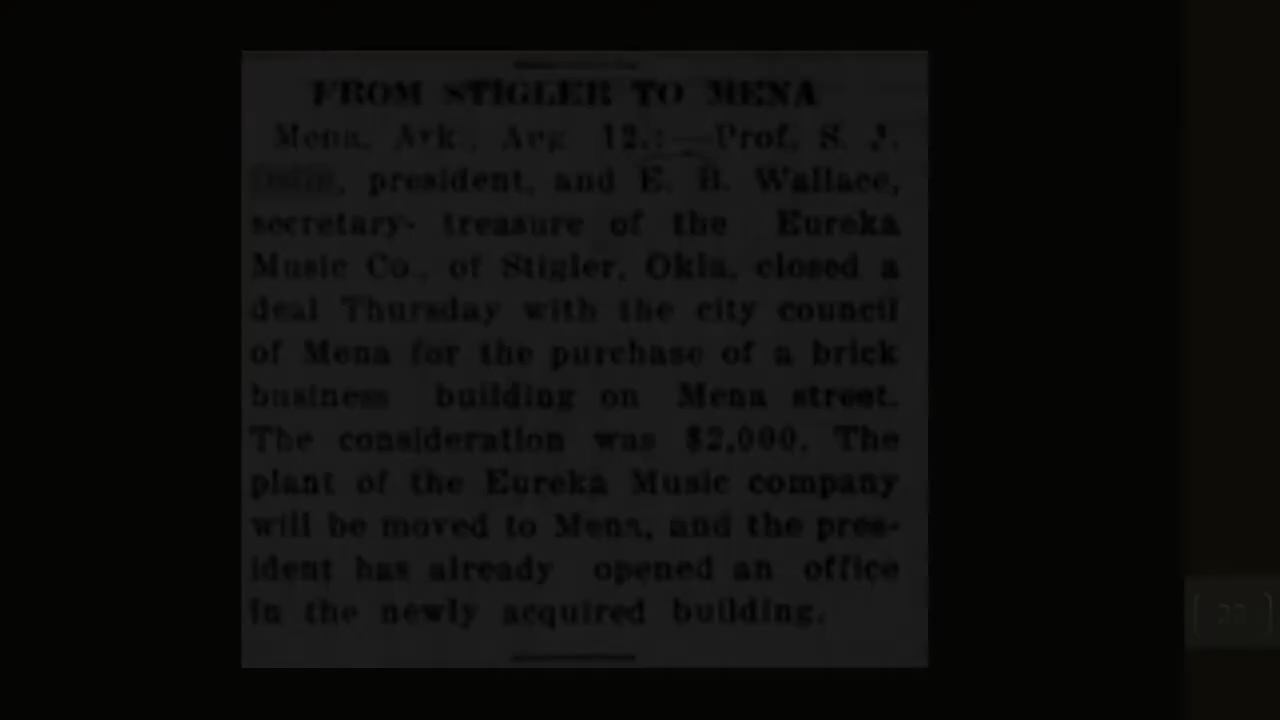 FROM STIGLER TO MENA
Mena, Ark., Aug 12.:—Prof. S. J.
president, and E. B. Wallace,
secretary- treasure of the Eureka
Music Co., of Stigler, Okla, closed a
deal Thursday with the city council
of Mena for the purchase of a brick
business building on Mena street.
The consideration was $2,000. The
plant of the Eureka Music company
will be moved to Mena, and the pres-
ident has already opened an office
in the newly acquired building.
[ 22 ]